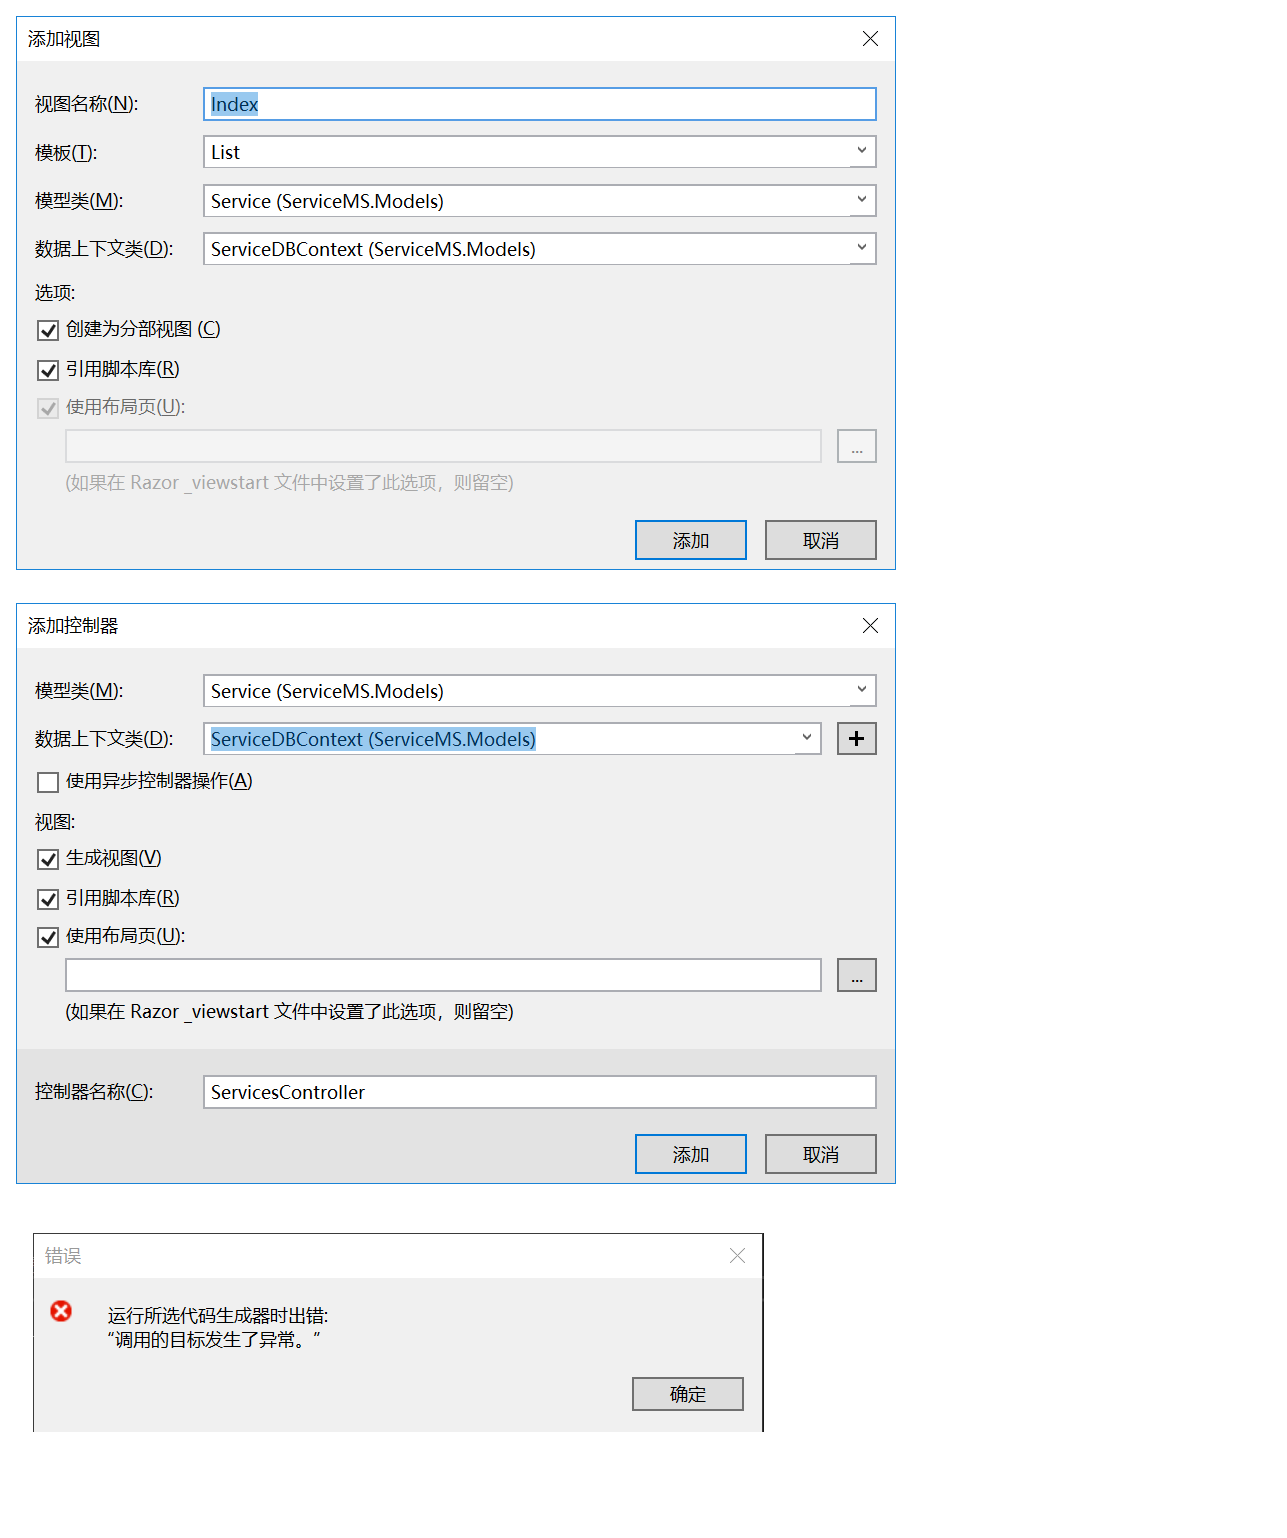 添加视图
视图名称(N):
Index
模板(T):
List
模型类(M):
Service (ServiceMS.Models)
数据上下文类(D):
ServiceDBContext (ServiceMS.Models)
选项:
创建为分部视图 (C)
引用脚本库(R)
使用布局页(U):
...
(如果在 Razor _viewstart 文件中设置了此选项，则留空)
添加
取消
添加控制器
模型类(M):
Service (ServiceMS.Models)
数据上下文类(D):
ServiceDBContext (ServiceMS.Models)
使用异步控制器操作(A)
视图:
生成视图(V)
引用脚本库(R)
使用布局页(U):
...
(如果在 Razor _viewstart 文件中设置了此选项，则留空)
控制器名称(C):
ServicesController
添加
取消
错误
运行所选代码生成器时出错:
“调用的目标发生了异常。”
确定